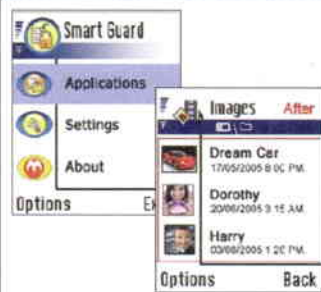 Smart Guard
Applications
Settings
About
Options
Images
After
Dream Car
17/05/2005 8:00 PM
Dorothy
20/06/2005 3:15 AM
Harry
03/08/2005 1:20 PM
Options
Back